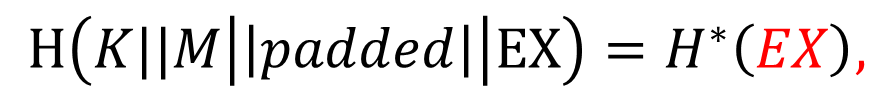 H(K||M||padded||EX) = H*(EX),